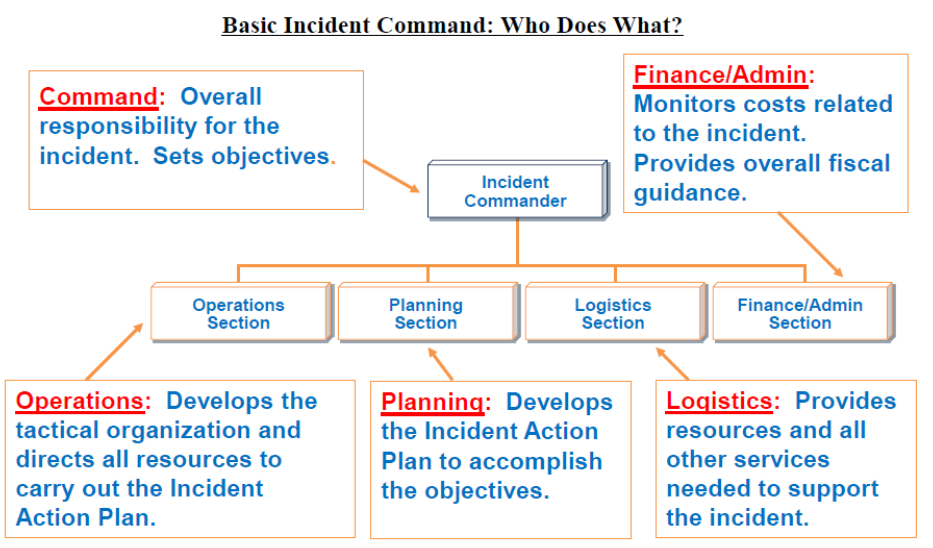 Basic Incident Command: Who Does What?
Command: Overall
responsibility for the
incident. Sets objectives.
Finance/Admin:
Monitors costs related
to the incident.
Provides overall fiscal
guidance.
Incident
Commander
Operations
Section
Planning
Section
Logistics
Section
Finance/Admin
Section
Operations: Develops the
tactical organization and
directs all resources to
carry out the Incident
Action Plan.
Planning: Develops
the Incident Action
Plan to accomplish
the objectives.
Logistics: Provides
resources and all
other services
needed to support
the incident.